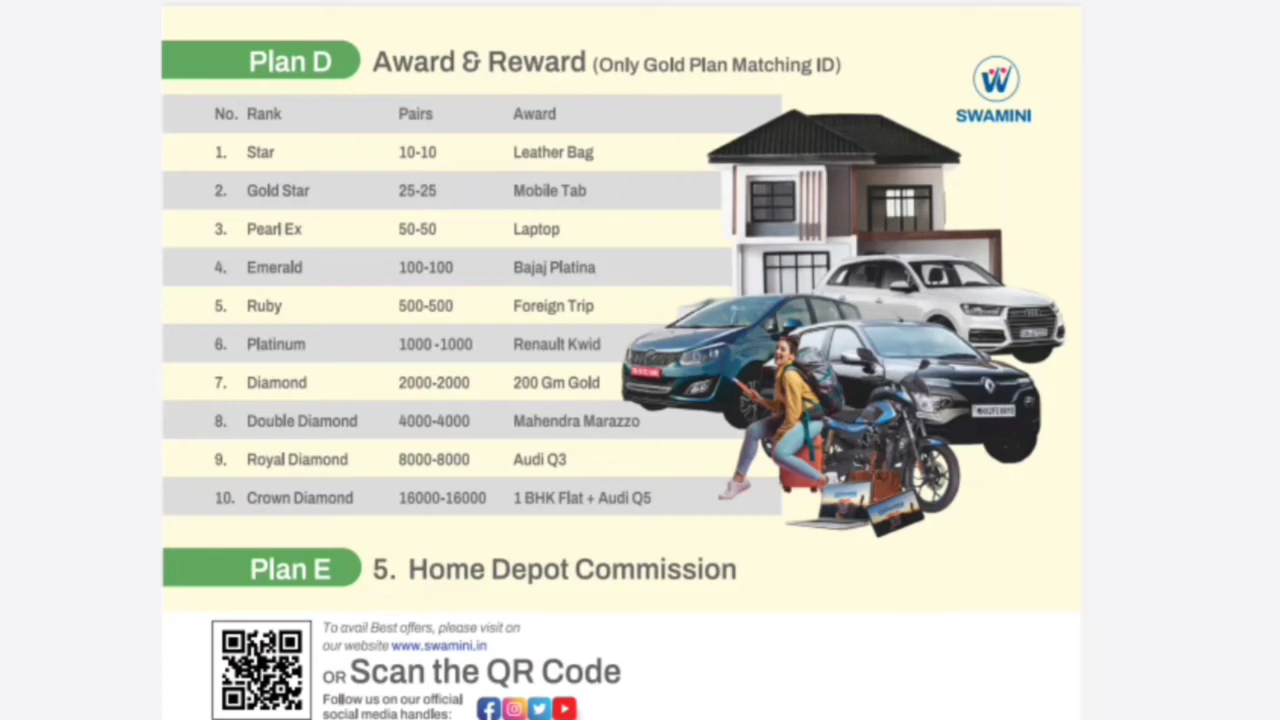 Plan D Award & Reward (Only Gold Plan Matching ID)
SWAMINI
No. Rank Pairs Award
1. Star 10-10 Leather Bag
2. Gold Star 25-25 Mobile Tab
3. Pearl Ex 50-50 Laptop
4. Emerald 100-100 Bajaj Platina
5. Ruby 500-500 Foreign Trip
6. Platinum 1000-1000 Renault Kwid
7. Diamond 2000-2000 200 Gm Gold
8. Double Diamond 4000-4000 Mahendra Marazzo
9. Royal Diamond 8000-8000 Audi Q3
10. Crown Diamond 16000-16000 1 BHK Flat + Audi Q5
Plan E 5. Home Depot Commission
To avail Best offers, please visit on
our website www.swamini.in
OR Scan the QR Code
Follow us on our official
social media handles: